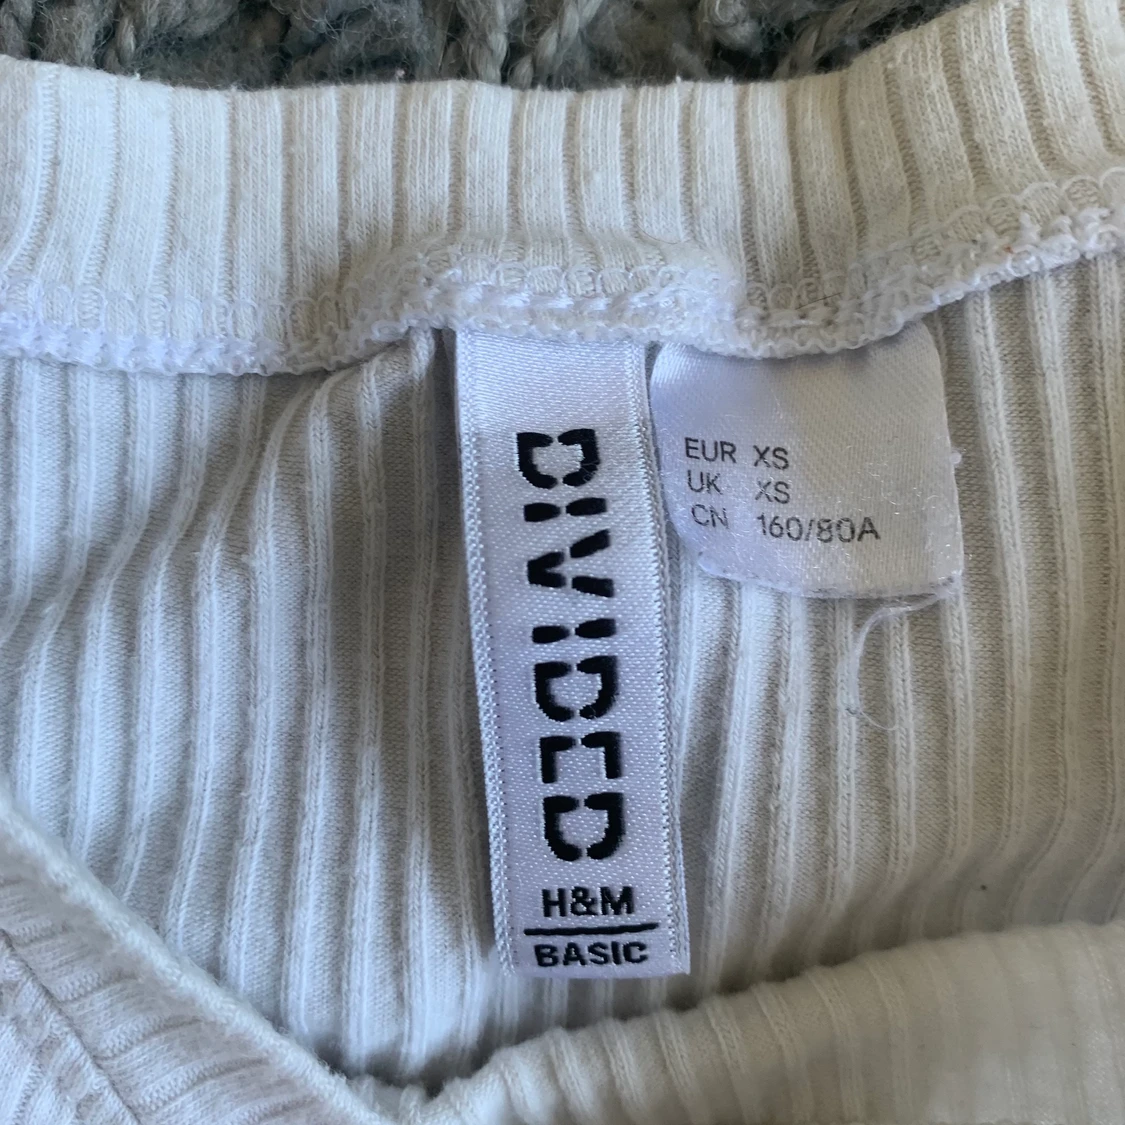 DIVIDED
H&M
BASIC
EUR XS
UK XS
CN 160/80A